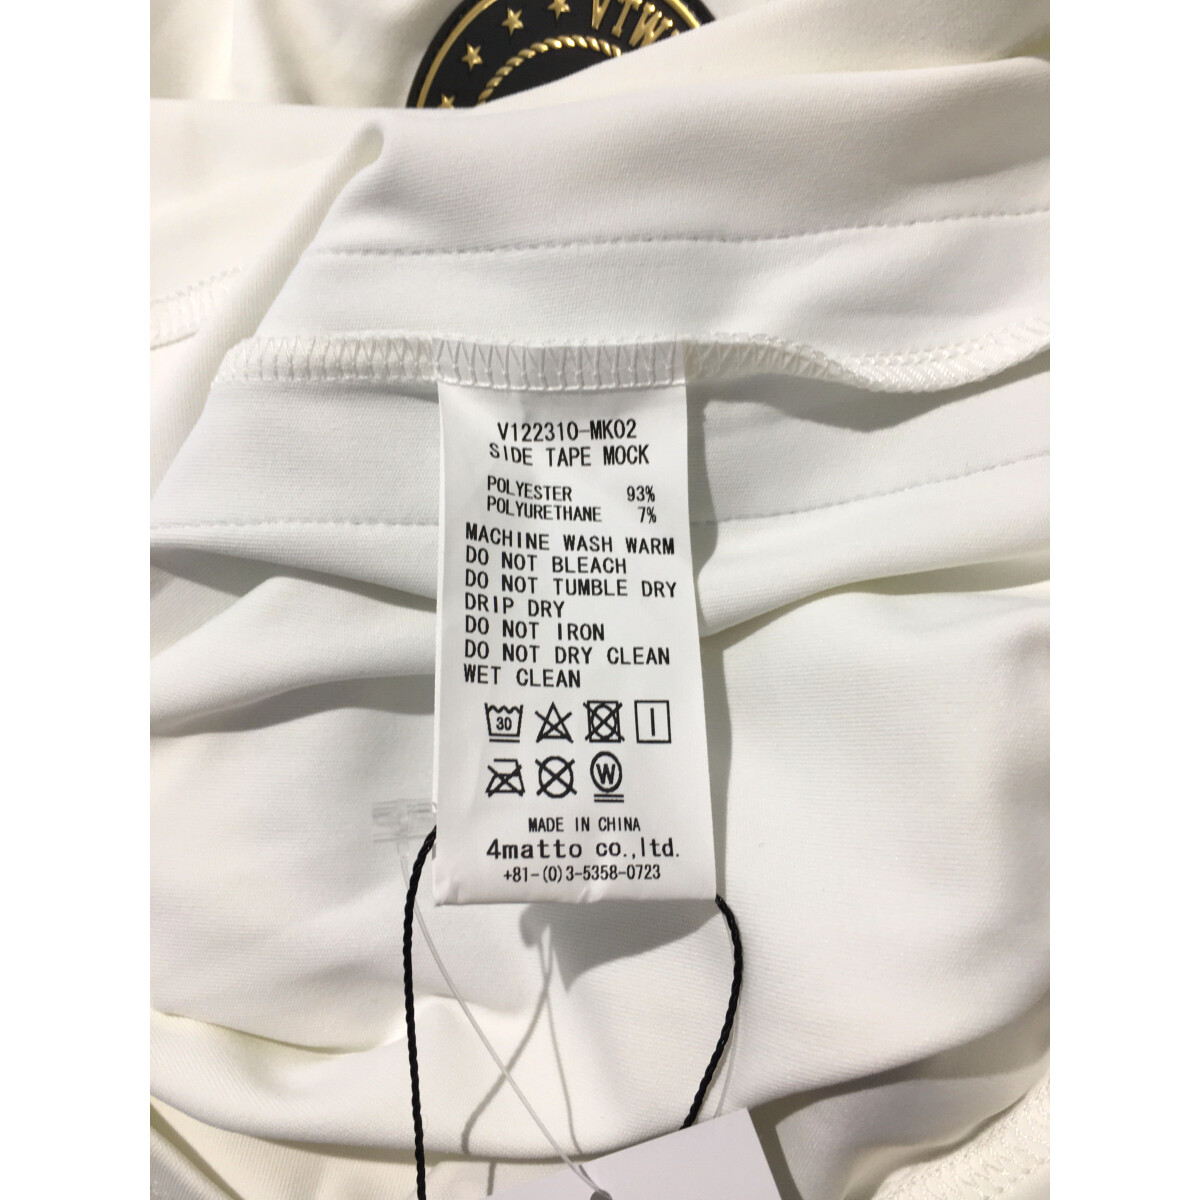 V122310-MK02
SIDE TAPE MOCK
POLYESTER 93%
POLYURETHANE 7%
MACHINE WASH WARM
DO NOT BLEACH
DO NOT TUMBLE DRY
DRIP DRY
DO NOT IRON
DO NOT DRY CLEAN
WET CLEAN
30
W
MADE IN CHINA
4matto co.,ltd.
+81-(0)3-5358-0723